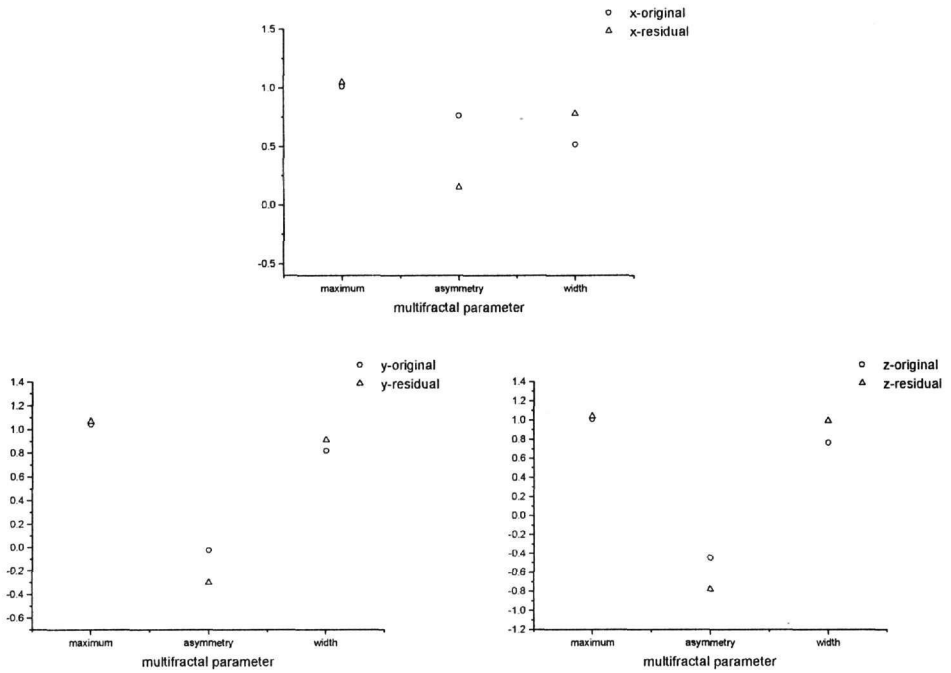 x-original
x-residual
1.5
1.0
0.5
0.0
-0.5
maximum asymmetry width
multifractal parameter
y-original
y-residual
1.4
1.2
1.0
0.8
0.6
0.4
0.2
0.0
-0.2
-0.4
-0.6
maximum asymmetry width
multifractal parameter
z-original
z-residual
1.4
1.2
1.0
0.8
0.6
0.4
0.2
0.0
-0.2
-0.4
-0.6
-0.8
-1.0
-1.2
maximum asymmetry width
multifractal parameter